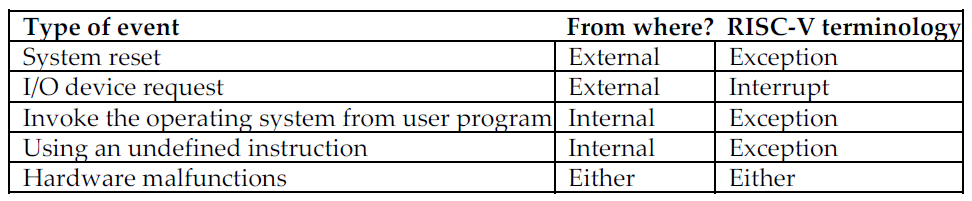 Type of event From where? RISC-V terminology
System reset External Exception
I/O device request External Interrupt
Invoke the operating system from user program Internal Exception
Using an undefined instruction Internal Exception
Hardware malfunctions Either Either